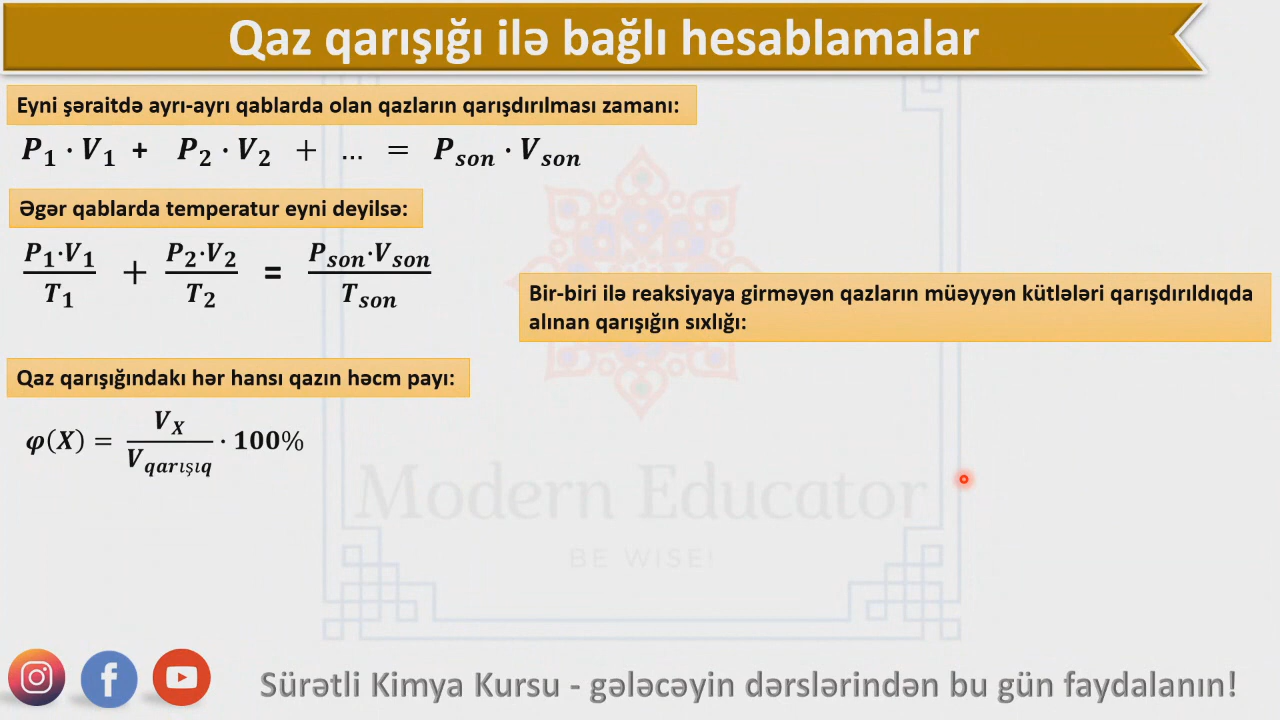 Qaz qarışığı ilə bağlı hesablamalar
Eyni şəraitdə ayrı-ayrı qablarda olan qazların qarışdırılması zamanı:
P₁ · V₁ + P₂ · V₂ + ... = Pₛₒₙ · Vₛₒₙ
Əgər qablarda temperatur eyni deyilsə:
P₁·V₁/T₁ + P₂·V₂/T₂ = Pₛₒₙ·Vₛₒₙ/Tₛₒₙ
Bir-biri ilə reaksiyaya girməyən qazların müəyyən kütlələri qarışdırıldıqda
alınan qarışığın sıxlığı:
Qaz qarışığındakı hər hansı qazın həcm payı:
φ(X) = V_X/V_qarışıq · 100%
Modern Educator
BE WISE!
Sürətli Kimya Kursu - gələcəyin dərslərindən bu gün faydalanın!